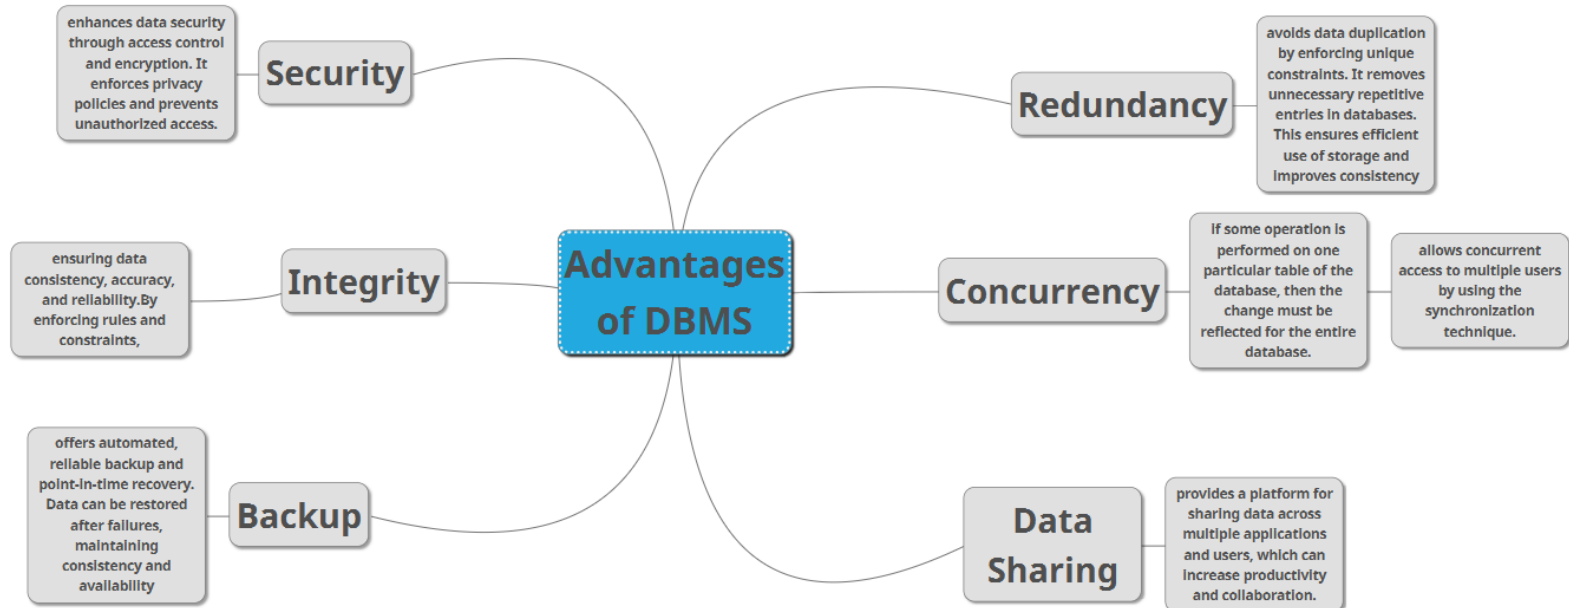 Advantages
of DBMS
Security
enhances data security
through access control
and encryption. It
enforces privacy
policies and prevents
unauthorized access.
Integrity
ensuring data
consistency, accuracy,
and reliability.By
enforcing rules and
constraints,
Backup
offers automated,
reliable backup and
point-in-time recovery.
Data can be restored
after failures,
maintaining
consistency and
availability
Redundancy
avoids data duplication
by enforcing unique
constraints. It removes
unnecessary repetitive
entries in databases.
This ensures efficient
use of storage and
improves consistency
Concurrency
if some operation is
performed on one
particular table of the
database, then the
change must be
reflected for the entire
database.
allows concurrent
access to multiple users
by using the
synchronization
technique.
Data
Sharing
provides a platform for
sharing data across
multiple applications
and users, which can
increase productivity
and collaboration.